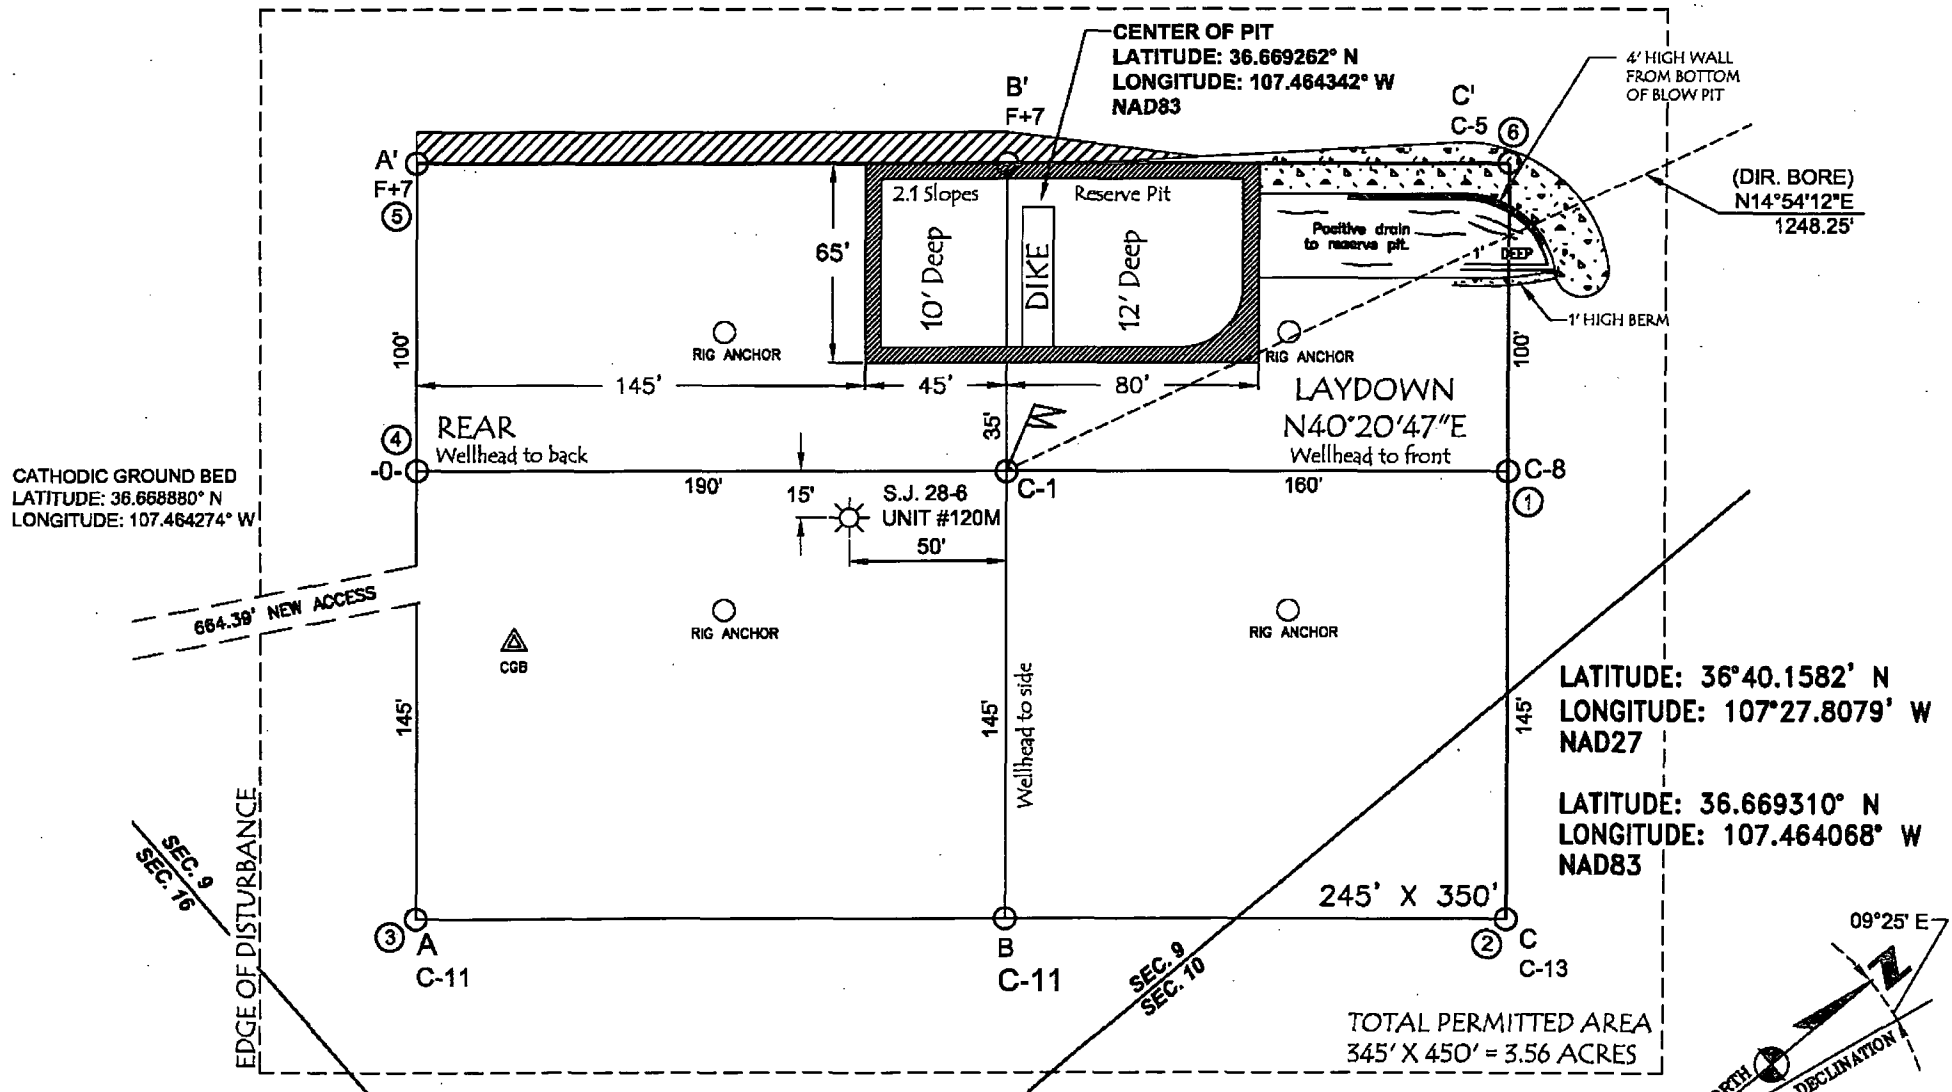 CENTER OF PIT
LATITUDE: 36.669262° N
LONGITUDE: 107.464342° W
NAD83
4' HIGH WALL
FROM BOTTOM
OF BLOW PIT
B'
F+7
C'
C-5
6
A'
F+7
5
2.1 Slopes
Reserve Pit
(DIR. BORE)
N14°54'12"E
1248.25'
65'
10' Deep
DIKE
12' Deep
Positive drain
to reserve pit.
1' DEEP
1' HIGH BERM
100'
RIG ANCHOR
RIG ANCHOR
100'
145'
45'
80'
LAYDOWN
N40°20'47"E
Wellhead to front
35'
4
REAR
Wellhead to back
-0-
C-1
C-8
1
CATHODIC GROUND BED
LATITUDE: 36.668880° N
LONGITUDE: 107.464274° W
190'
15'
S.J. 28-6
UNIT #120M
160'
50'
664.39' NEW ACCESS
CGB
RIG ANCHOR
RIG ANCHOR
145'
145'
Wellhead to side
145'
LATITUDE: 36°40.1582' N
LONGITUDE: 107°27.8079' W
NAD27
LATITUDE: 36.669310° N
LONGITUDE: 107.464068° W
NAD83
EDGE OF DISTURBANCE
SEC. 9
SEC. 16
245' X 350'
3
A
C-11
B
C-11
2
C
C-13
SEC. 9
SEC. 10
09°25' E
N
TOTAL PERMITTED AREA
345' X 450' = 3.56 ACRES
DECLINATION